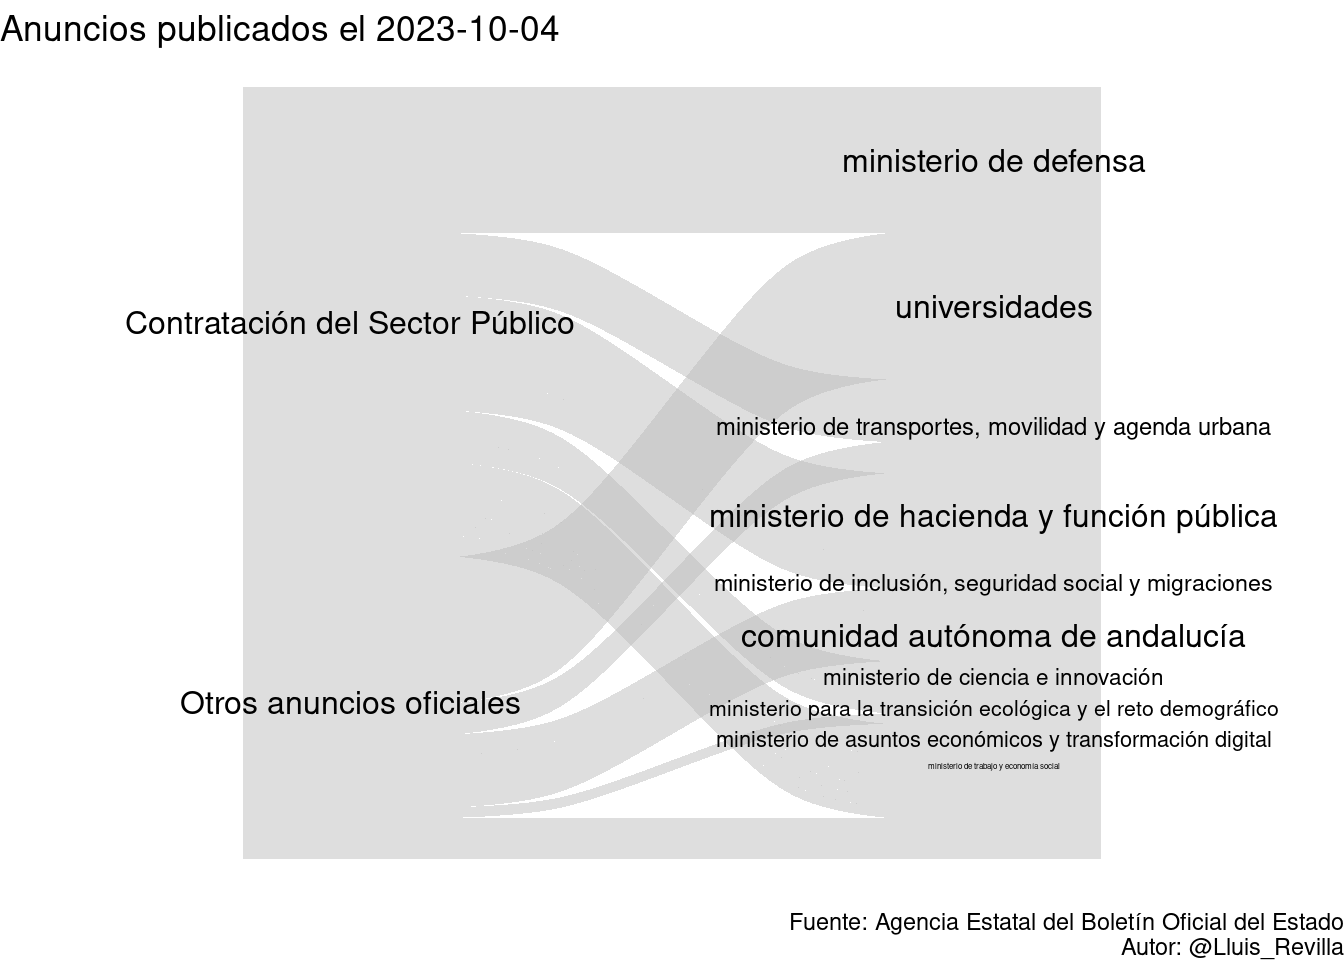 Anuncios publicados el 2023-10-04
ministerio de defensa
universidades
Contratación del Sector Público
ministerio de transportes, movilidad y agenda urbana
ministerio de hacienda y función pública
ministerio de inclusión, seguridad social y migraciones
comunidad autónoma de andalucía
ministerio de ciencia e innovación
Otros anuncios oficiales
ministerio para la transición ecológica y el reto demográfico
ministerio de asuntos económicos y transformación digital
ministerio de trabajo y economía social
Fuente: Agencia Estatal del Boletín Oficial del Estado
Autor: @Lluis_Revilla